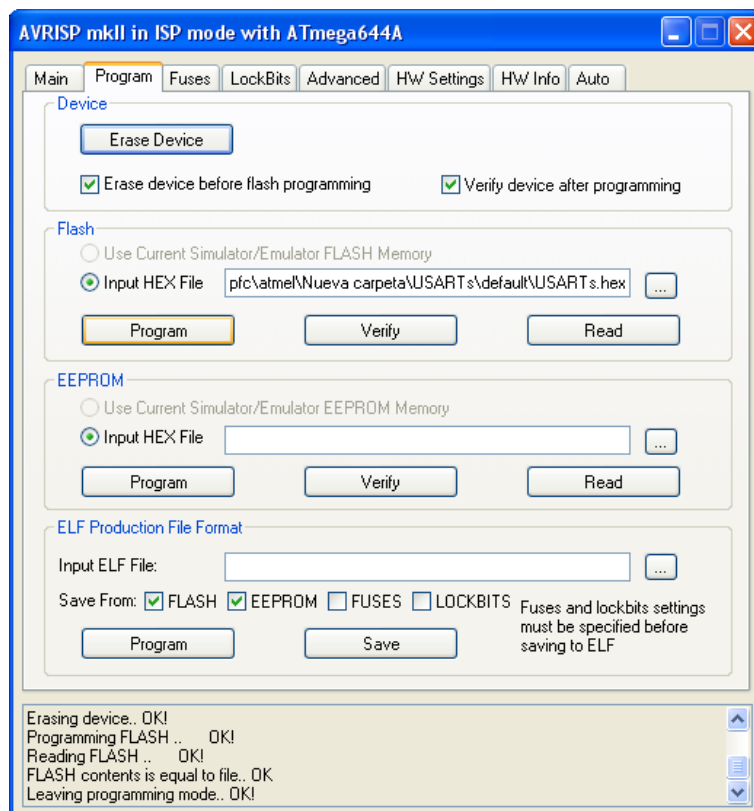 AVRISP mkII in ISP mode with ATmega644A
Main Program Fuses LockBits Advanced HW Settings HW Info Auto
Device
Erase Device
Erase device before flash programming Verify device after programming
Flash
Use Current Simulator/Emulator FLASH Memory
Input HEX File pfc\atmel\Nueva carpeta\USARTs\default\USARTs.hex ...
Program Verify Read
EEPROM
Use Current Simulator/Emulator EEPROM Memory
Input HEX File ...
Program Verify Read
ELF Production File Format
Input ELF File: ...
Save From: FLASH EEPROM FUSES LOCKBITS Fuses and lockbits settings
must be specified before
saving to ELF
Program Save
Erasing device.. OK!
Programming FLASH .. OK!
Reading FLASH .. OK!
FLASH contents is equal to file.. OK
Leaving programming mode.. OK!